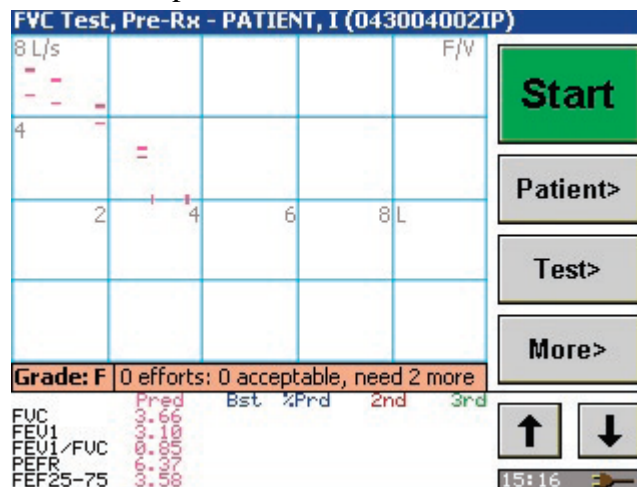 FVC Test, Pre-Rx - PATIENT, I (043004002IP)
8 L/s F/V
4
2 4 6 8 L
Start
Patient>
Test>
More>
Grade: F 0 efforts: 0 acceptable, need 2 more
Pred Bst %Prd 2nd 3rd
FVC 3.66
FEV1 3.10
FEV1/FVC 0.85
PEFR 6.37
FEF25-75 3.58
15:16